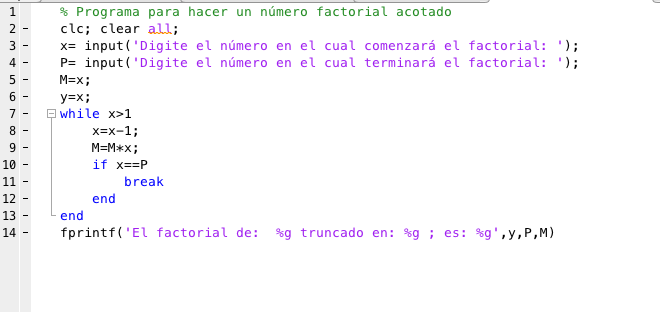 1 % Programa para hacer un número factorial acotado
2 - clc; clear all;
3 - x= input('Digite el número en el cual comenzará el factorial: ');
4 - P= input('Digite el número en el cual terminará el factorial: ');
5 - M=x;
6 - y=x;
7 - while x>1
8 - x=x-1;
9 - M=M*x;
10 - if x==P
11 - break
12 - end
13 - end
14 - fprintf('El factorial de:  %g truncado en: %g ; es: %g',y,P,M)